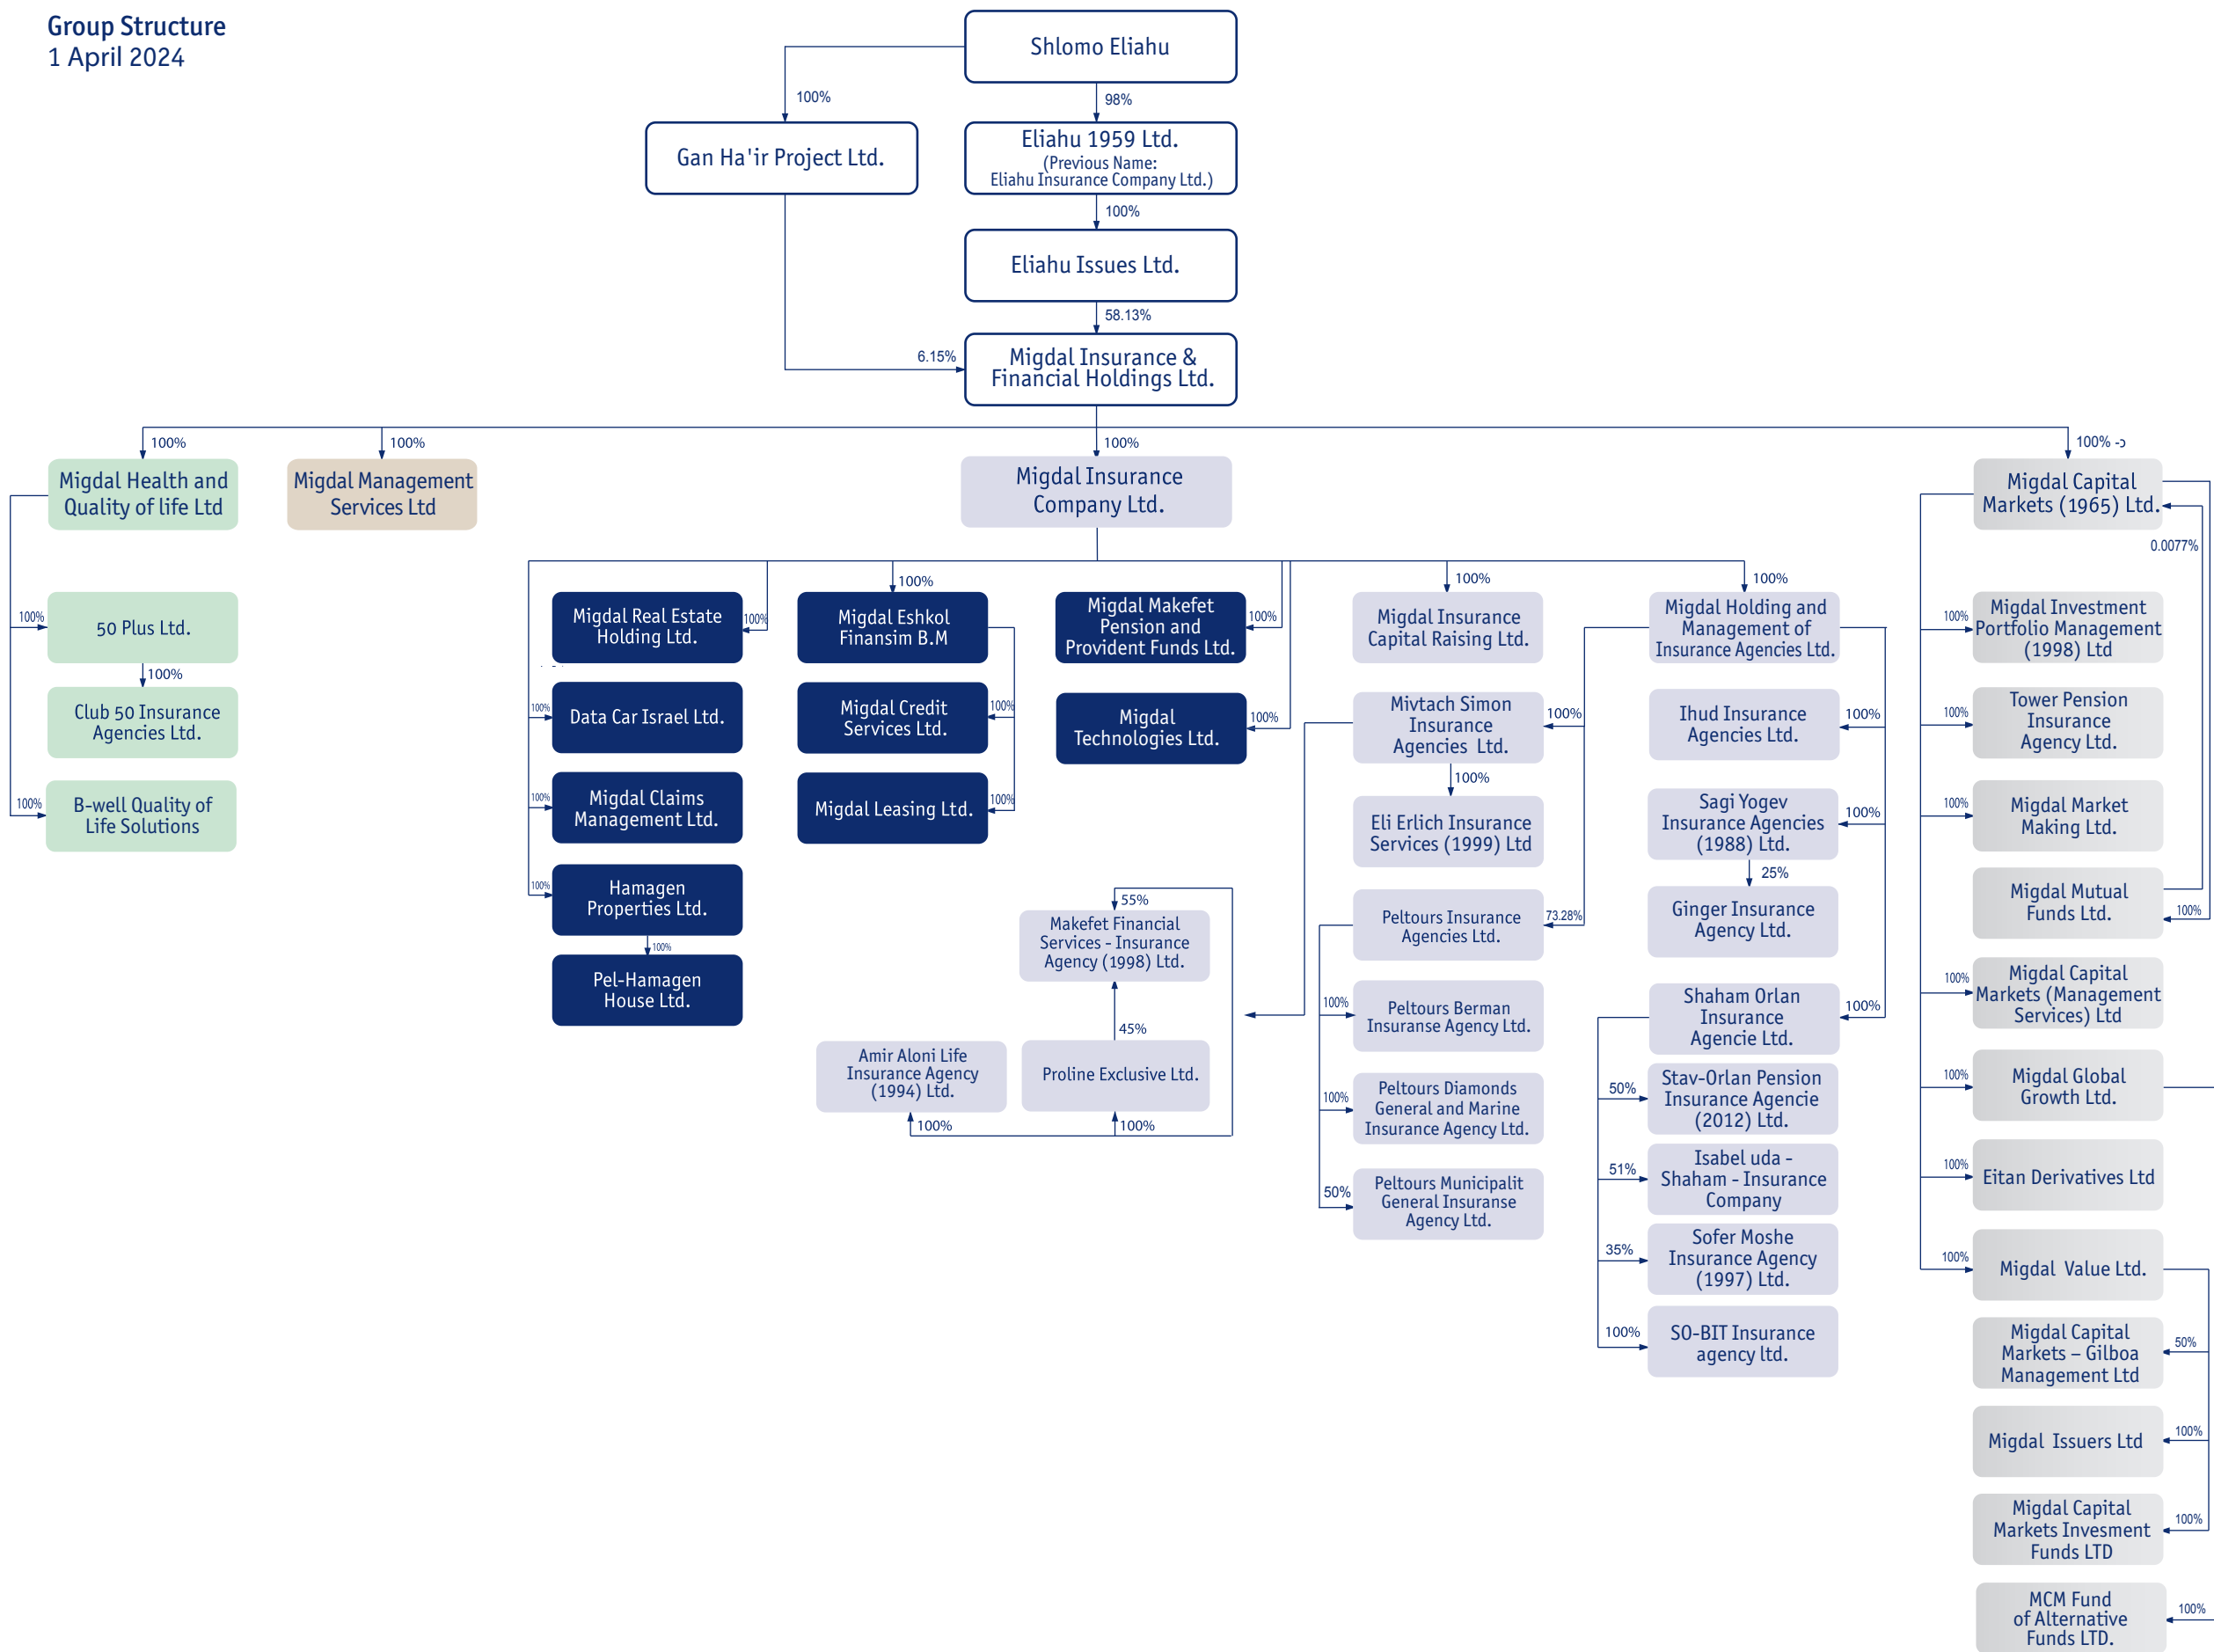 Group Structure
1 April 2024
Shlomo Eliahu
100%
98%
Gan Ha'ir Project Ltd.
Eliahu 1959 Ltd.
(Previous Name:
Eliahu Insurance Company Ltd.)
100%
Eliahu Issues Ltd.
58.13%
6.15%
Migdal Insurance &
Financial Holdings Ltd.
100%
100%
100%
100% -כ
Migdal Health and
Quality of life Ltd
Migdal Management
Services Ltd
Migdal Insurance
Company Ltd.
Migdal Capital
Markets (1965) Ltd.
0.0077%
100%
50 Plus Ltd.
100%
Club 50 Insurance
Agencies Ltd.
100%
B-well Quality of
Life Solutions
Migdal Real Estate
Holding Ltd.
100%
100%
Data Car Israel Ltd.
100%
Migdal Claims
Management Ltd.
100%
Hamagen
Properties Ltd.
100%
Pel-Hamagen
House Ltd.
100%
Migdal Eshkol
Finansim B.M
Migdal Credit
Services Ltd.
100%
Migdal Leasing Ltd.
100%
Migdal Makefet
Pension and
Provident Funds Ltd.
100%
Migdal
Technologies Ltd.
100%
55%
Makefet Financial
Services - Insurance
Agency (1998) Ltd.
45%
Amir Aloni Life
Insurance Agency
(1994) Ltd.
Proline Exclusive Ltd.
100%
100%
100%
Migdal Insurance
Capital Raising Ltd.
Mivtach Simon
Insurance
Agencies  Ltd.
100%
100%
Eli Erlich Insurance
Services (1999) Ltd
Peltours Insurance
Agencies Ltd.
73.28%
100%
Peltours Berman
Insuranse Agency Ltd.
100%
Peltours Diamonds
General and Marine
Insurance Agency Ltd.
50%
Peltours Municipalit
General Insuranse
Agency Ltd.
100%
Migdal Holding and
Management of
Insurance Agencies Ltd.
Ihud Insurance
Agencies Ltd.
100%
Sagi Yogev
Insurance Agencies
(1988) Ltd.
100%
25%
Ginger Insurance
Agency Ltd.
Shaham Orlan
Insurance
Agencie Ltd.
100%
50%
Stav-Orlan Pension
Insurance Agencie
(2012) Ltd.
51%
Isabel uda -
Shaham - Insurance
Company
35%
Sofer Moshe
Insurance Agency
(1997) Ltd.
100%
SO-BIT Insurance
agency ltd.
100%
Migdal Investment
Portfolio Management
(1998) Ltd
100%
Tower Pension
Insurance
Agency Ltd.
100%
Migdal Market
Making Ltd.
Migdal Mutual
Funds Ltd.
100%
100%
Migdal Capital
Markets (Management
Services) Ltd
100%
Migdal Global
Growth Ltd.
100%
Eitan Derivatives Ltd
100%
Migdal  Value Ltd.
Migdal Capital
Markets – Gilboa
Management Ltd
50%
Migdal  Issuers Ltd
100%
Migdal Capital
Markets Invesment
Funds LTD
100%
MCM Fund
of Alternative
Funds LTD.
100%